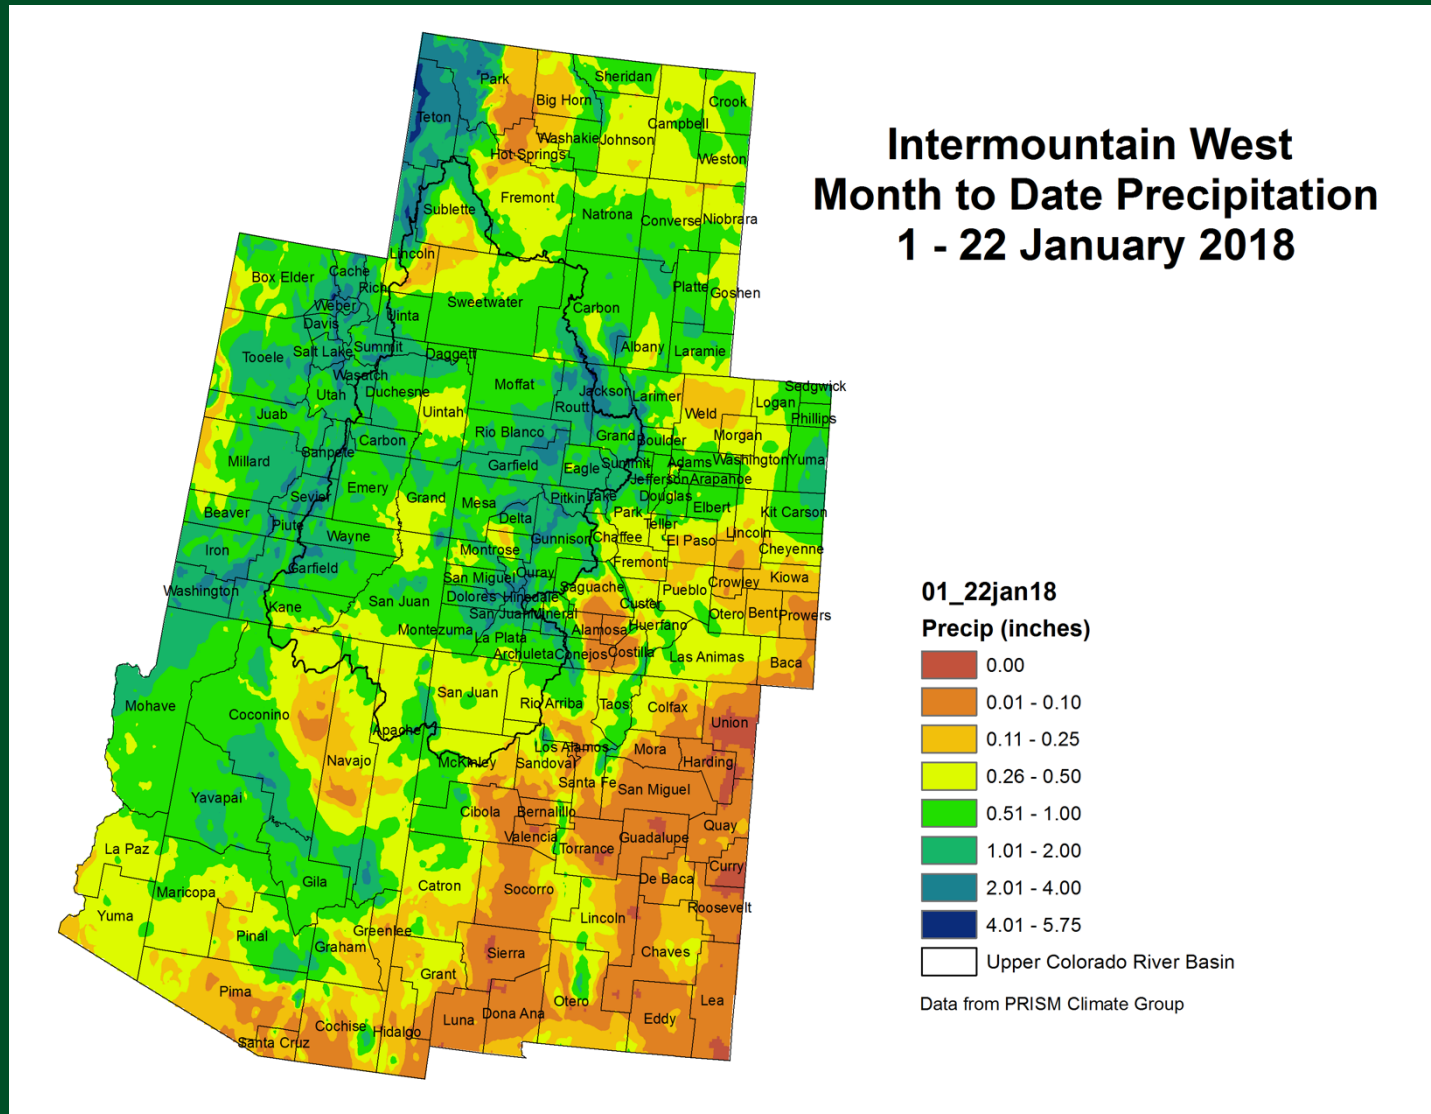 Intermountain West
Month to Date Precipitation
1 - 22 January 2018
Park
Sheridan
Big Horn
Crook
Teton
Campbell
Washakie
Johnson
Hot Springs
Weston
Fremont
Sublette
Natrona
Converse
Niobrara
Lincoln
Sweetwater
Platte
Goshen
Carbon
Uinta
Albany
Laramie
Box Elder
Cache
Rich
Weber
Davis
Tooele
Salt Lake
Summit
Daggett
Wasatch
Utah
Duchesne
Uintah
Juab
Carbon
Sanpete
Millard
Emery
Grand
Sevier
Beaver
Piute
Wayne
Iron
Garfield
Washington
Kane
San Juan
Moffat
Routt
Jackson
Larimer
Weld
Logan
Sedgwick
Phillips
Morgan
Rio Blanco
Grand
Boulder
Garfield
Eagle
Summit
Adams
Washington
Yuma
Jefferson
Arapahoe
Mesa
Pitkin
Lake
Douglas
Elbert
Kit Carson
Delta
Park
Teller
Lincoln
Gunnison
Chaffee
El Paso
Cheyenne
Montrose
Fremont
San Miguel
Ouray
Saguache
Crowley
Kiowa
Dolores
Hinsdale
Custer
Pueblo
San Juan
Mineral
Otero
Bent
Prowers
Montezuma
La Plata
Alamosa
Huerfano
Archuleta
Conejos
Costilla
Las Animas
Baca
Mohave
Coconino
Apache
Navajo
Yavapai
La Paz
Maricopa
Gila
Yuma
Pinal
Graham
Greenlee
Pima
Cochise
Santa Cruz
San Juan
Rio Arriba
Taos
Colfax
Union
Los Alamos
Mora
McKinley
Sandoval
Harding
Santa Fe
San Miguel
Cibola
Bernalillo
Quay
Valencia
Guadalupe
Torrance
Curry
De Baca
Catron
Socorro
Roosevelt
Lincoln
Sierra
Chaves
Grant
Otero
Luna
Dona Ana
Lea
Eddy
Hidalgo
01_22jan18
Precip (inches)
0.00
0.01 - 0.10
0.11 - 0.25
0.26 - 0.50
0.51 - 1.00
1.01 - 2.00
2.01 - 4.00
4.01 - 5.75
Upper Colorado River Basin
Data from PRISM Climate Group